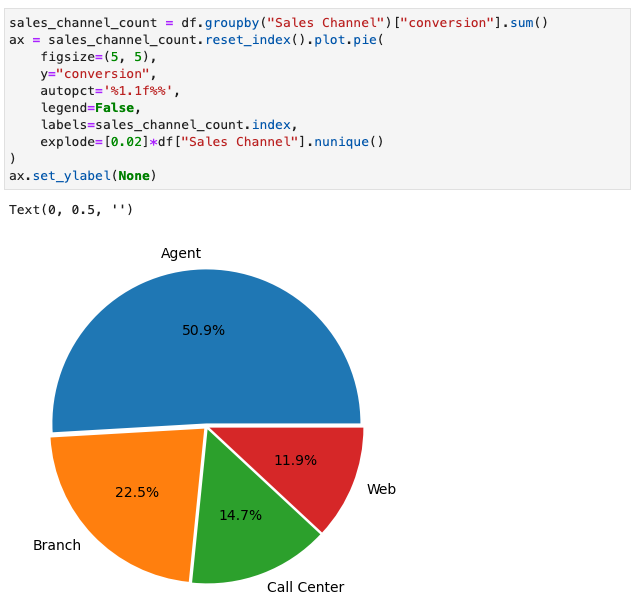 sales_channel_count = df.groupby("Sales Channel")["conversion"].sum()
ax = sales_channel_count.reset_index().plot.pie(
    figsize=(5, 5),
    y="conversion",
    autopct='%1.1f%%',
    legend=False,
    labels=sales_channel_count.index,
    explode=[0.02]*df["Sales Channel"].nunique()
)
ax.set_ylabel(None)
Text(0, 0.5, '')
Agent
50.9%
11.9%
Web
22.5%
14.7%
Branch
Call Center